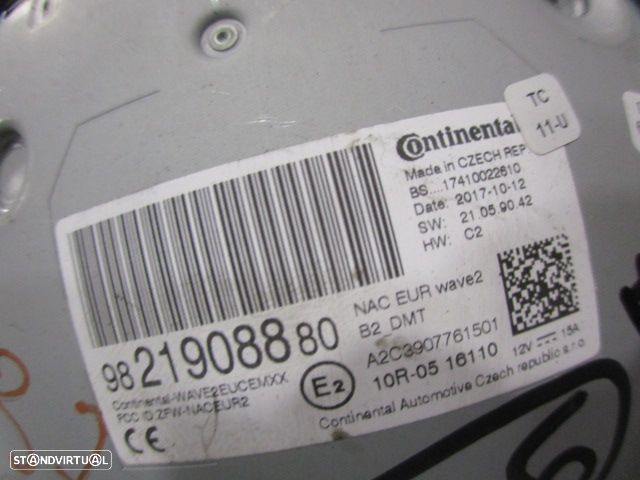 TC
11-U
Continental
Made in CZECH REP
BS....17410022610
Date: 2017-10-12
SW: 21.05.90.42
HW: C2
NAC EUR wave2
B2_DMT
98 219088 80
A2C3907761501
12V 15A
E2
10R-05 16110
Continental-WAVE2EUCEMXX
FCC ID:ZFW-NACEUR2
Continental Automotive Czech republic s.r.o
CE
STANDVIRTUAL